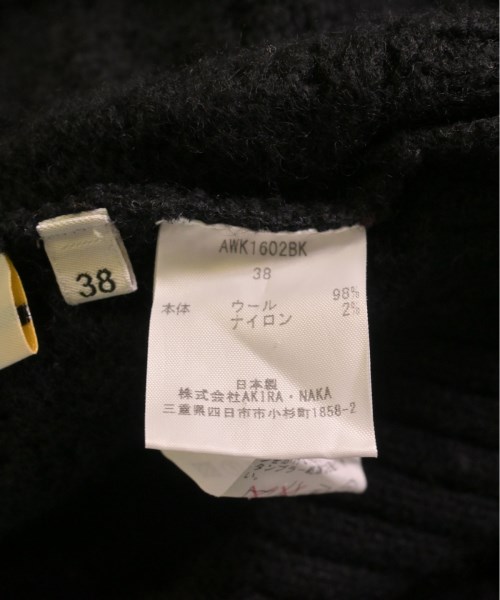 38
AWK1602BK
38
98%
本体 ウール 2%
ナイロン
日本製
株式会社AKIRA・NAKA
三重県四日市市小杉町1858-2